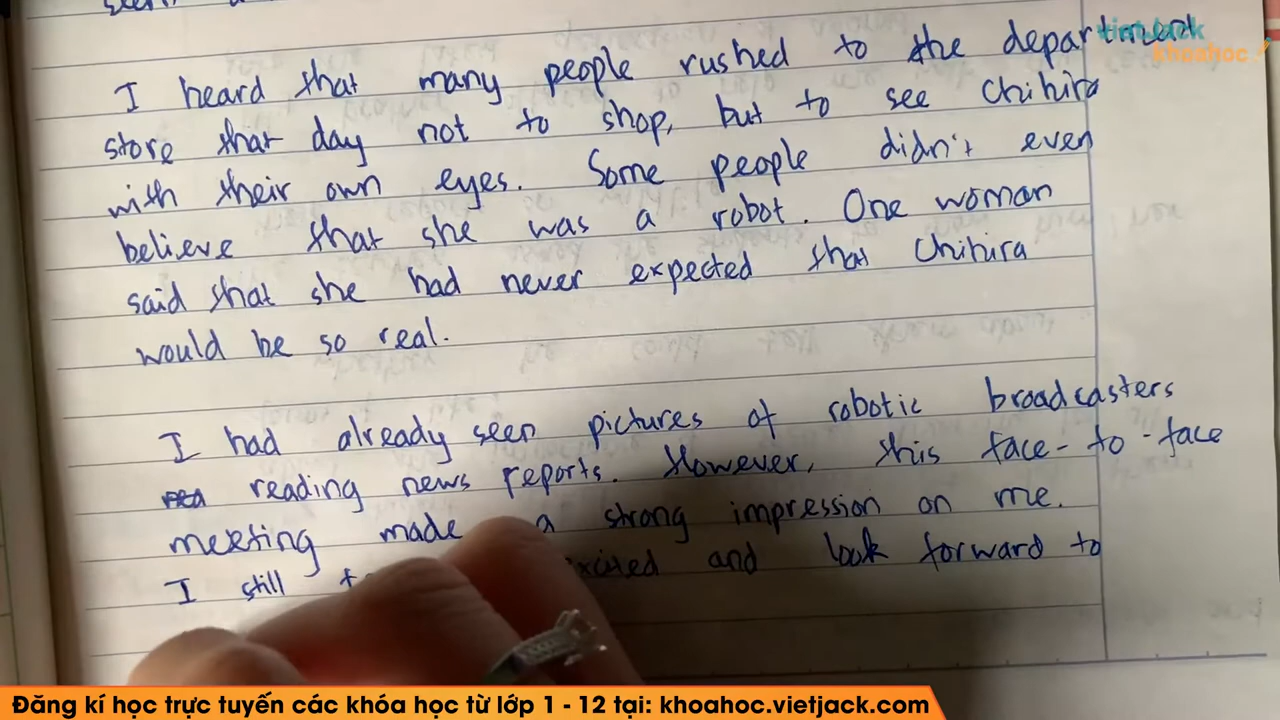 vietjack
khoahoc
I heard that many people rushed to the department
store that day not to shop, but to see Chihira
with their own eyes. Some people didn't even
believe that she was a robot. One woman
said that she had never expected that Chihira
would be so real.
I had already seen pictures of robotic broadcasters
reading news reports. However, this face-to-face
meeting made a strong impression on me.
I still excited and look forward to
Đăng kí học trực tuyến các khóa học từ lớp 1 - 12 tại: khoahoc.vietjack.com